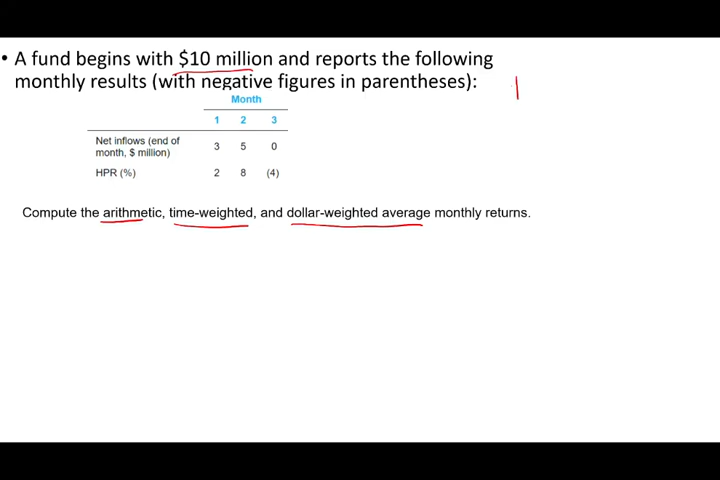 • A fund begins with $10 million and reports the following
monthly results (with negative figures in parentheses):
Month
1 2 3
Net inflows (end of
month, $ million) 3 5 0
HPR (%) 2 8 (4)
Compute the arithmetic, time-weighted, and dollar-weighted average monthly returns.